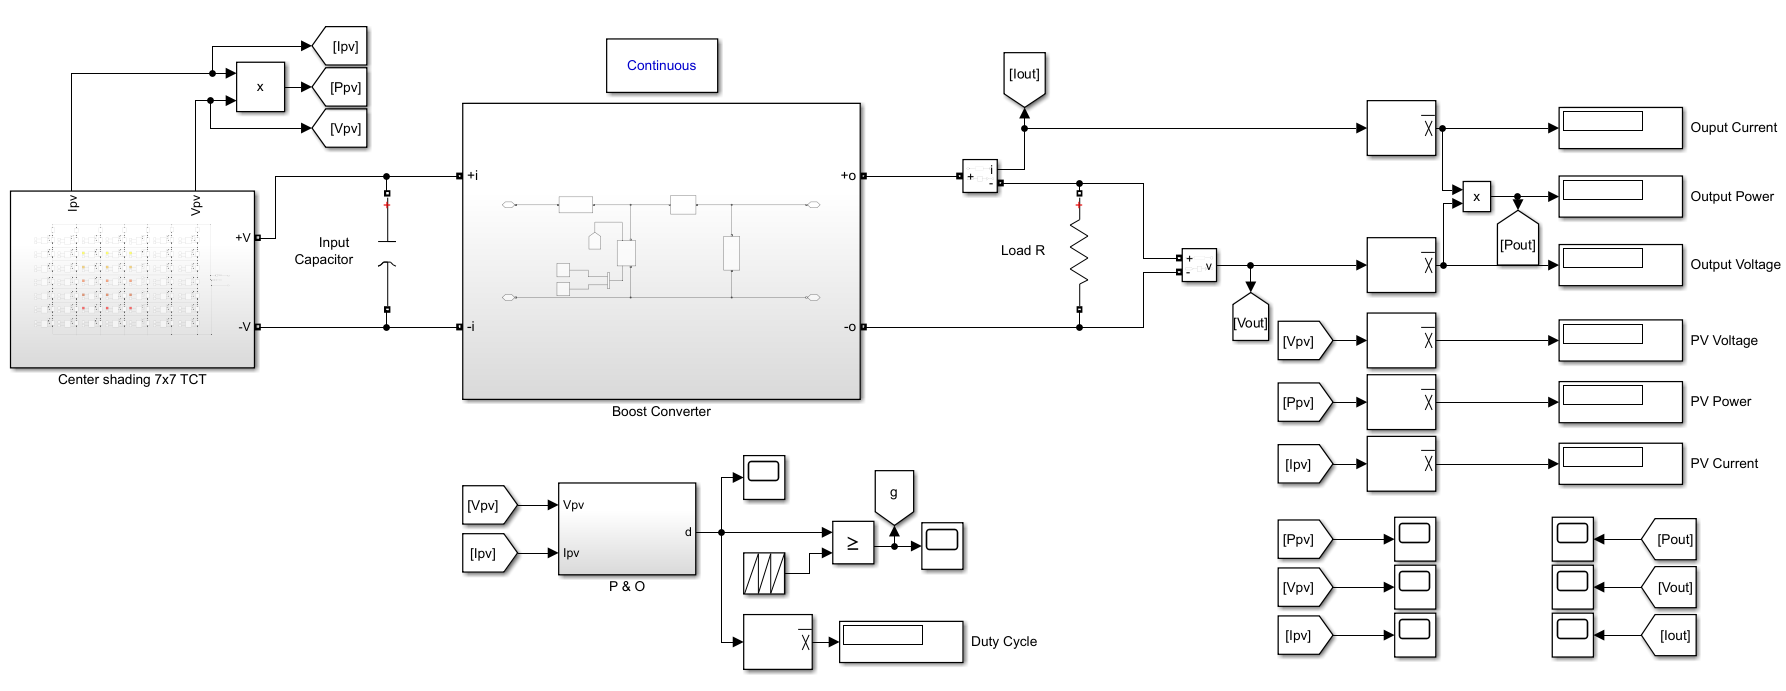 [Ipv]
x
[Ppv]
[Vpv]
Ipv
Vpv
+V
-V
Center shading 7x7 TCT
+
Input
Capacitor
Continuous
+i
-i
+o
-o
Boost Converter
[Iout]
+
i
-
+
Load R
+
-
v
[Vout]
x
Ouput Current
x
Output Power
[Pout]
x
Output Voltage
[Vpv]
x
PV Voltage
[Ppv]
x
PV Power
[Ipv]
x
PV Current
[Vpv]
[Ipv]
Vpv
Ipv
d
P & O
≥
g
x
Duty Cycle
[Ppv]
[Vpv]
[Ipv]
[Pout]
[Vout]
[Iout]